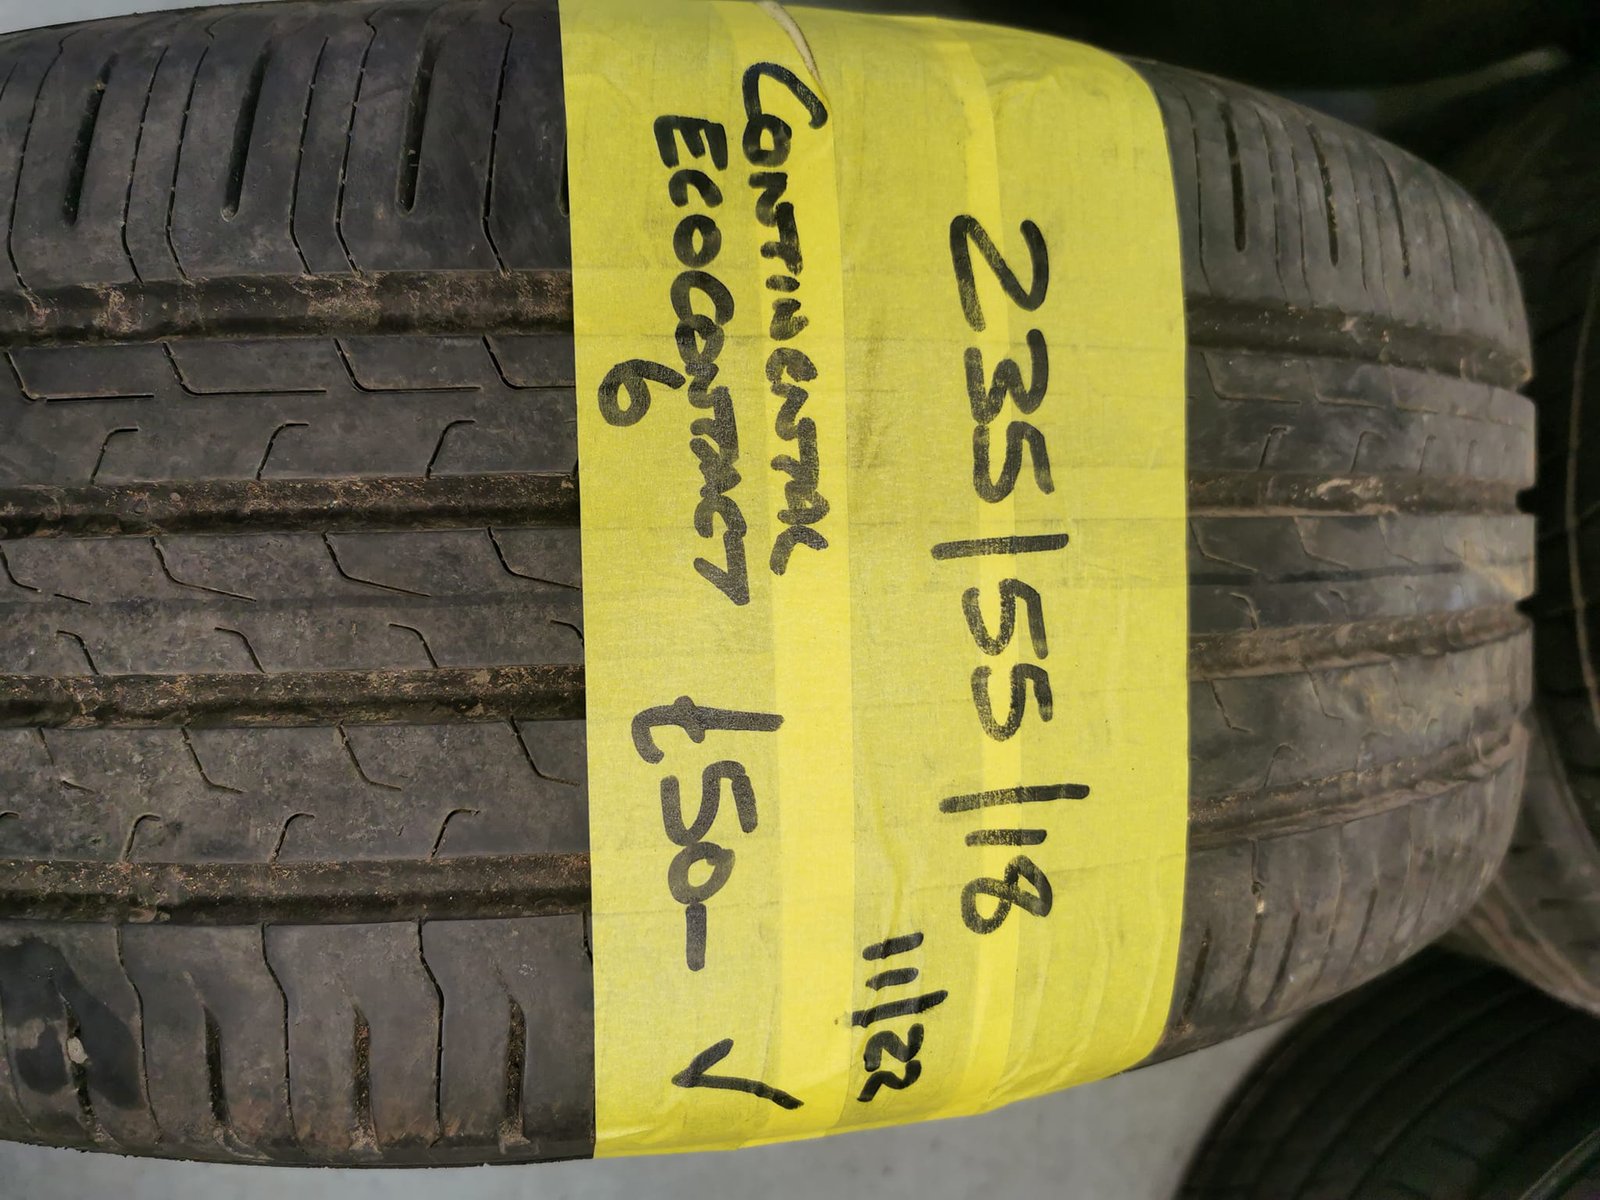 235/55/18
11/22
CONTINENTAL
ECOCONTACT
6
£50-